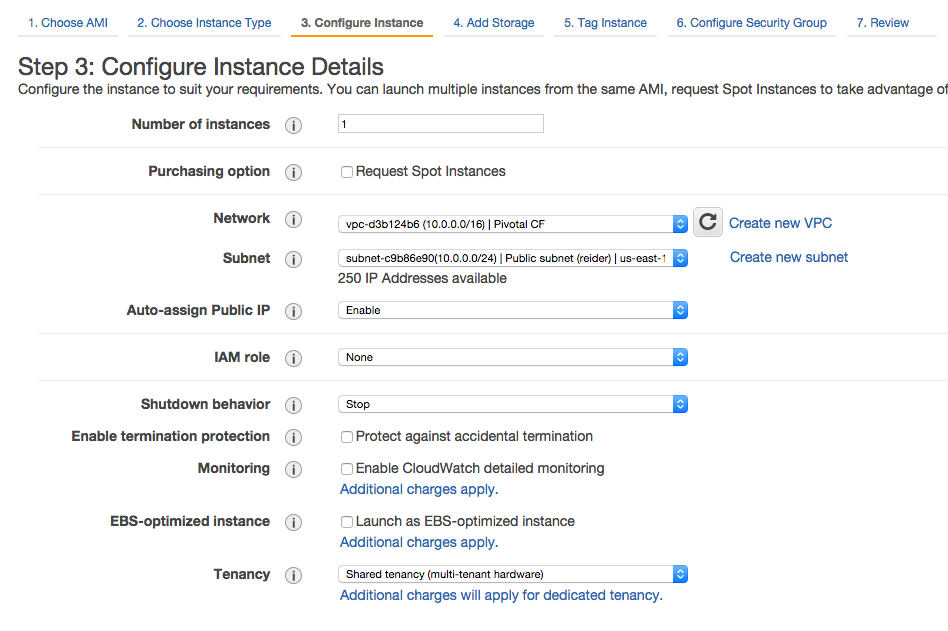 1. Choose AMI 2. Choose Instance Type 3. Configure Instance 4. Add Storage 5. Tag Instance 6. Configure Security Group 7. Review
Step 3: Configure Instance Details
Configure the instance to suit your requirements. You can launch multiple instances from the same AMI, request Spot Instances to take advantage of
Number of instances i 1
Purchasing option i Request Spot Instances
Network i vpc-d3b124b6 (10.0.0.0/16) | Pivotal CF Create new VPC
Subnet i subnet-c9b86e90(10.0.0.0/24) | Public subnet (reider) | us-east-1 Create new subnet
250 IP Addresses available
Auto-assign Public IP i Enable
IAM role i None
Shutdown behavior i Stop
Enable termination protection i Protect against accidental termination
Monitoring i Enable CloudWatch detailed monitoring
Additional charges apply.
EBS-optimized instance i Launch as EBS-optimized instance
Additional charges apply.
Tenancy i Shared tenancy (multi-tenant hardware)
Additional charges will apply for dedicated tenancy.